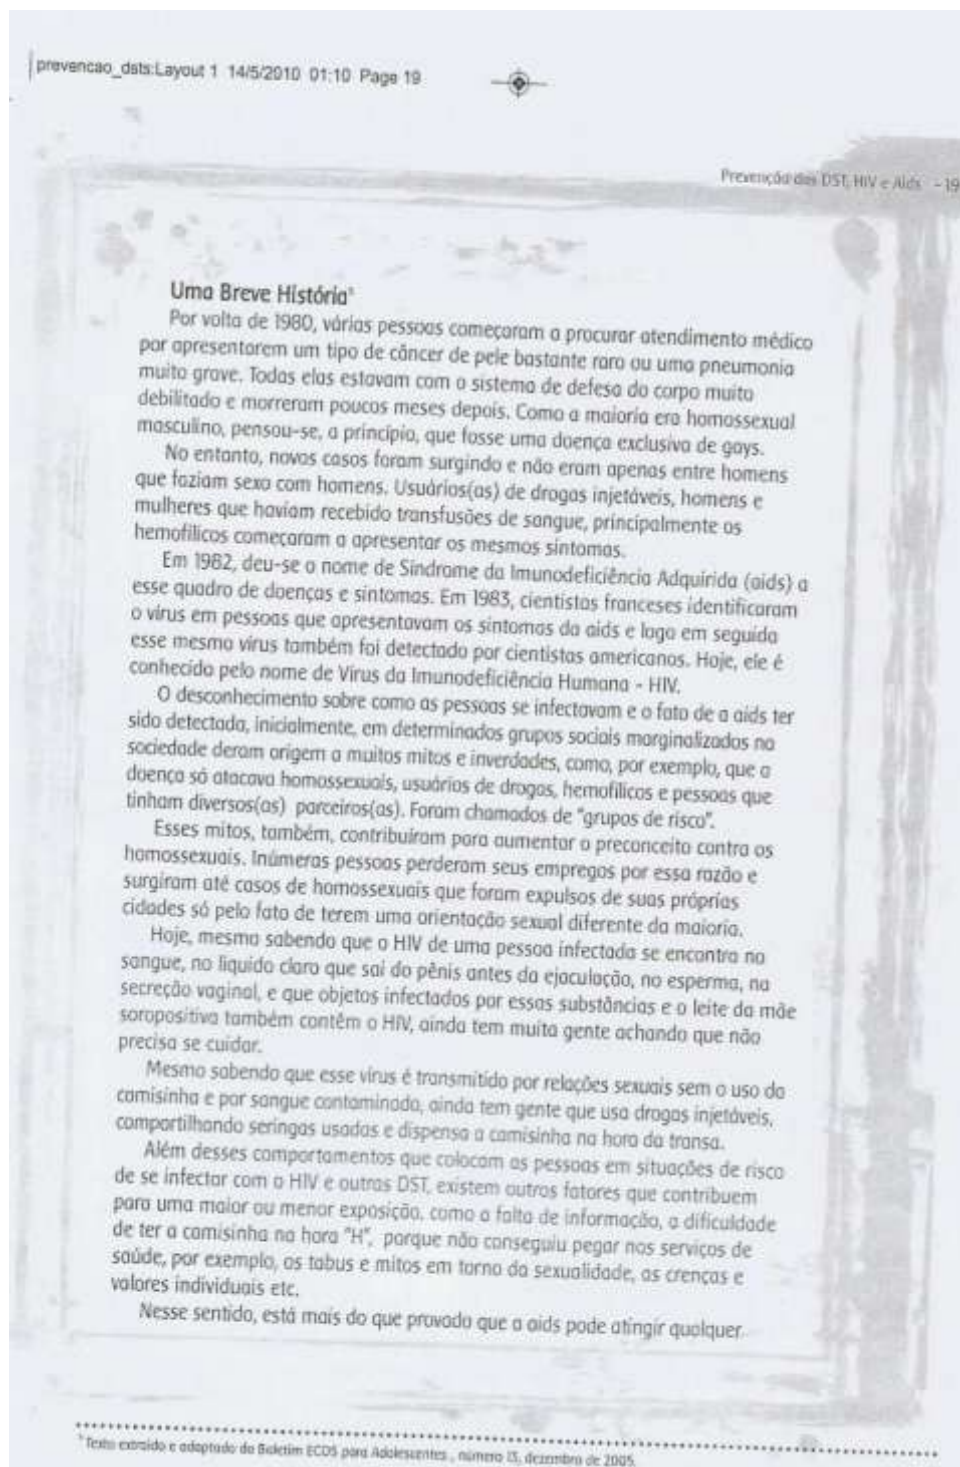 prevencao_dsts:Layout 1 14/5/2010 01:10 Page 19
Prevenção das DST, HIV e Aids - 19
Uma Breve História⁵
Por volta de 1980, várias pessoas começaram a procurar atendimento médico
por apresentarem um tipo de câncer de pele bastante raro ou uma pneumonia
muito grave. Todas elas estavam com o sistema de defesa do corpo muito
debilitado e morreram poucos meses depois. Como a maioria era homossexual
masculino, pensou-se, a princípio, que fosse uma doença exclusiva de gays.
No entanto, novos casos foram surgindo e não eram apenas entre homens
que faziam sexo com homens. Usuários(as) de drogas injetáveis, homens e
mulheres que haviam recebido transfusões de sangue, principalmente os
hemofílicos começaram a apresentar os mesmos sintomas.
Em 1982, deu-se o nome de Síndrome da Imunodeficiência Adquirida (aids) a
esse quadro de doenças e sintomas. Em 1983, cientistas franceses identificaram
o vírus em pessoas que apresentavam os sintomas da aids e logo em seguida
esse mesmo vírus também foi detectado por cientistas americanos. Hoje, ele é
conhecido pelo nome de Vírus da Imunodeficiência Humana - HIV.
O desconhecimento sobre como as pessoas se infectavam e o fato de a aids ter
sido detectada, inicialmente, em determinados grupos sociais marginalizados na
sociedade deram origem a muitos mitos e inverdades, como, por exemplo, que a
doença só atacava homossexuais, usuários de drogas, hemofílicos e pessoas que
tinham diversos(as) parceiros(as). Foram chamados de "grupos de risco".
Esses mitos, também, contribuíram para aumentar o preconceito contra os
homossexuais. Inúmeras pessoas perderam seus empregos por essa razão e
surgiram até casos de homossexuais que foram expulsos de suas próprias
cidades só pelo fato de terem uma orientação sexual diferente da maioria.
Hoje, mesmo sabendo que o HIV de uma pessoa infectada se encontra no
sangue, no líquido claro que sai do pênis antes da ejaculação, no esperma, na
secreção vaginal, e que objetos infectados por essas substâncias e o leite da mãe
soropositiva também contêm o HIV, ainda tem muita gente achando que não
precisa se cuidar.
Mesmo sabendo que esse vírus é transmitido por relações sexuais sem o uso da
camisinha e por sangue contaminado, ainda tem gente que usa drogas injetáveis,
compartilhando seringas usadas e dispensa a camisinha na hora da transa.
Além desses comportamentos que colocam as pessoas em situações de risco
de se infectar com o HIV e outras DST, existem outros fatores que contribuem
para uma maior ou menor exposição, como a falta de informação, a dificuldade
de ter a camisinha na hora "H", porque não conseguiu pegar nos serviços de
saúde, por exemplo, os tabus e mitos em torno da sexualidade, as crenças e
valores individuais etc.
Nesse sentido, está mais do que provado que a aids pode atingir qualquer
Texto extraído e adaptado do Boletim ECOS para Adolescentes , número 13, dezembro de 2005.